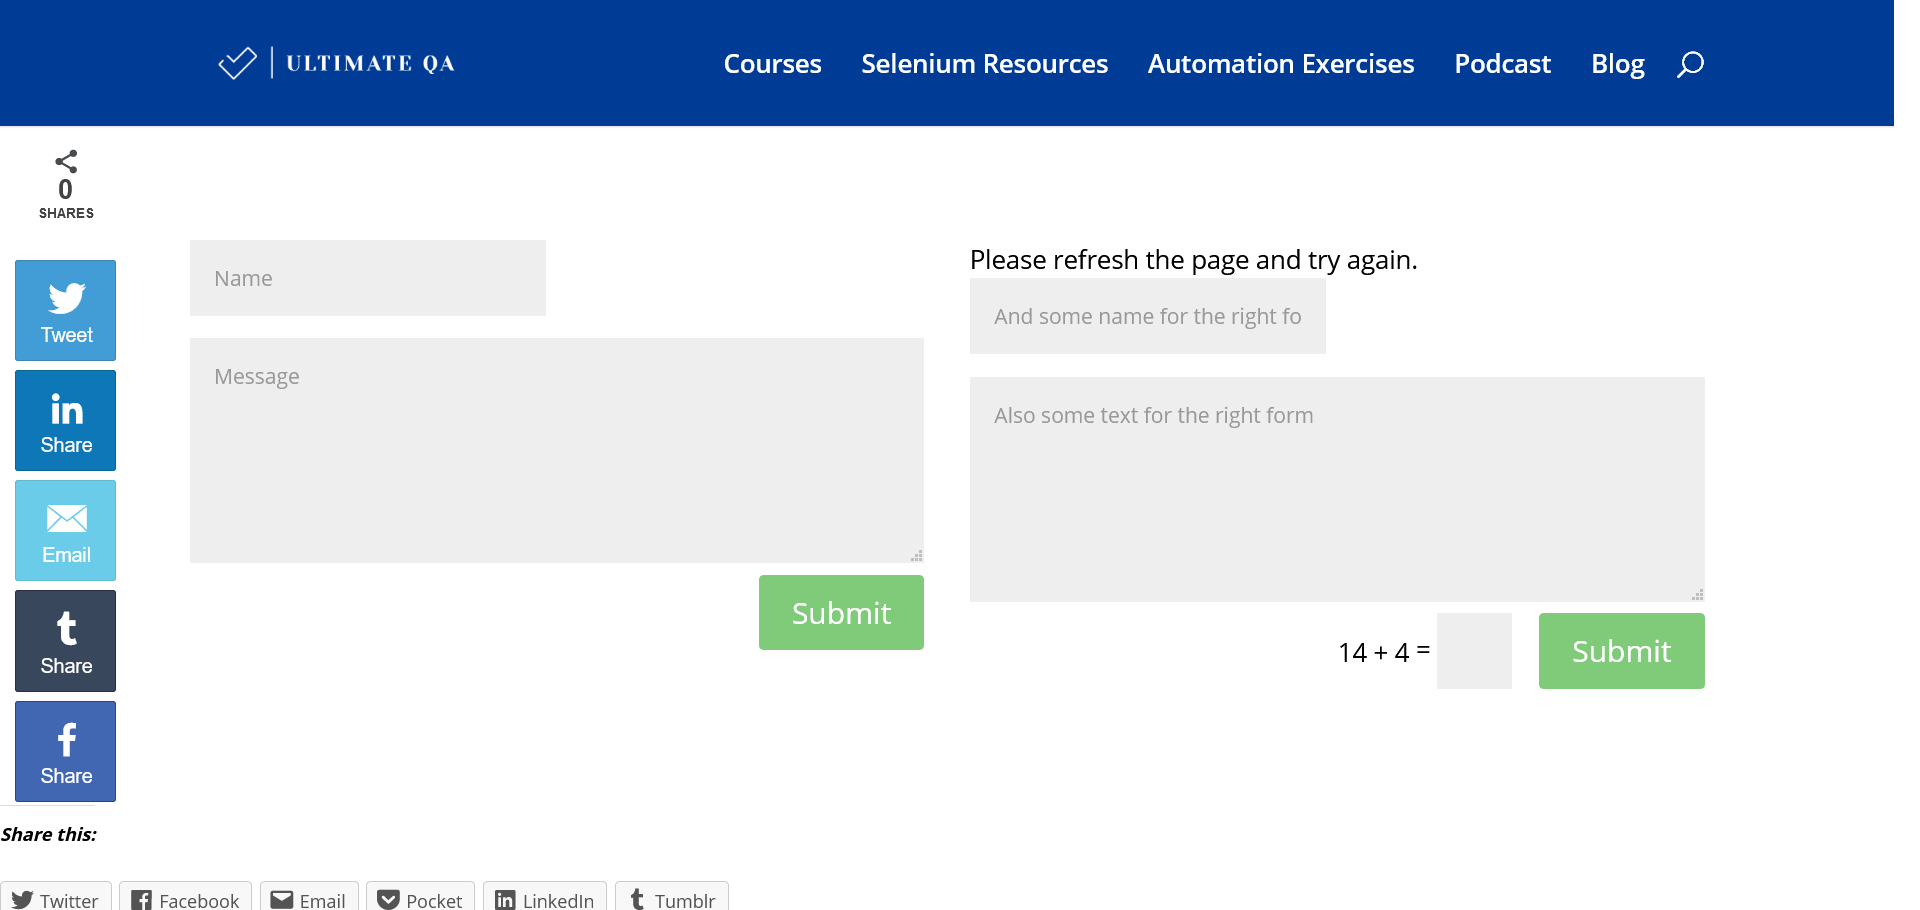 ULTIMATE QA
Courses Selenium Resources Automation Exercises Podcast Blog
0
SHARES
Tweet
Share
Email
Share
Share
Name
Message
Submit
Please refresh the page and try again.
And some name for the right fo
Also some text for the right form
14 + 4 =
Submit
Share this:
Twitter Facebook Email Pocket LinkedIn Tumblr